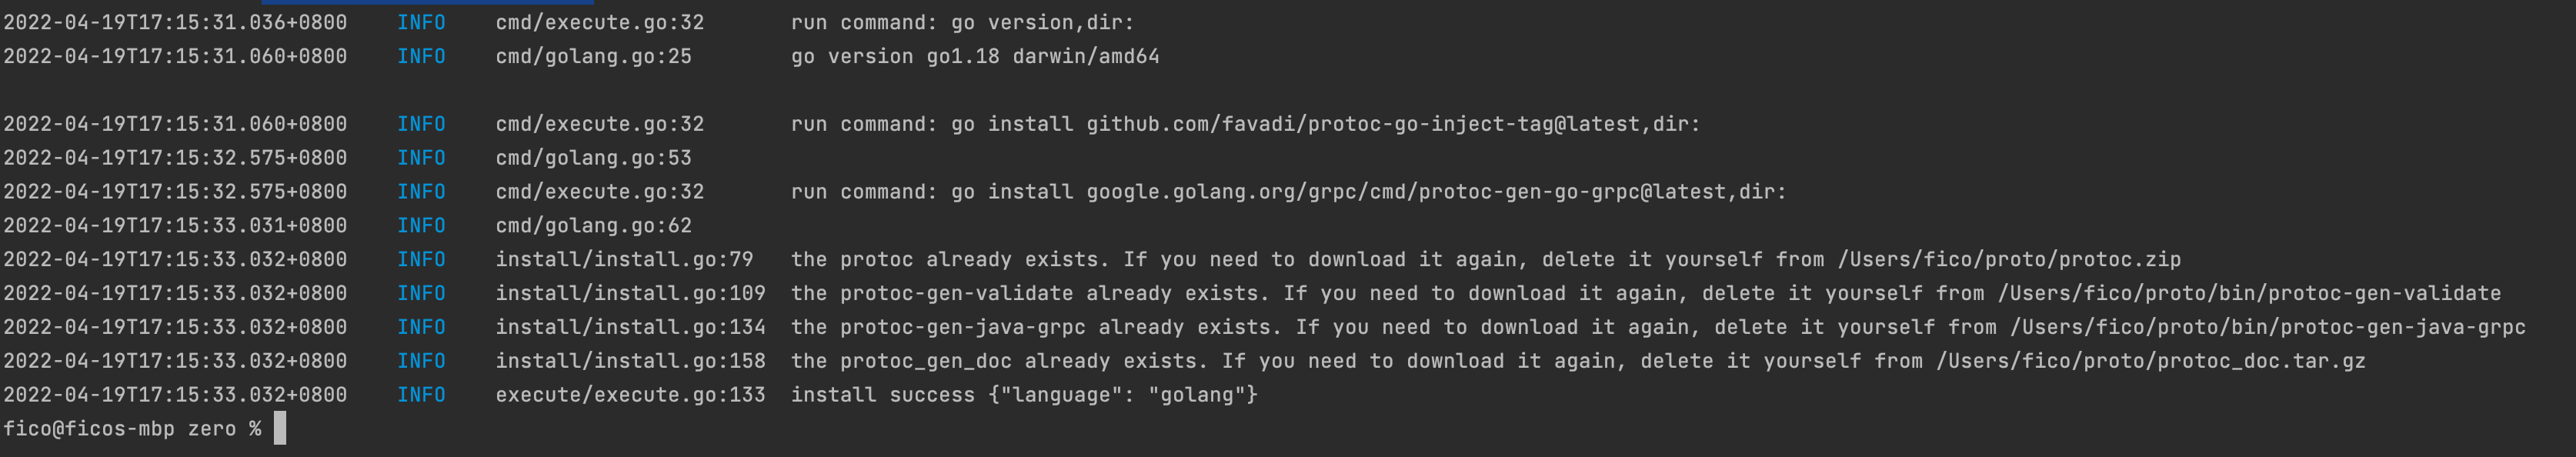 2022-04-19T17:15:31.036+0800    INFO    cmd/execute.go:32       run command: go version,dir:
2022-04-19T17:15:31.060+0800    INFO    cmd/golang.go:25        go version go1.18 darwin/amd64
2022-04-19T17:15:31.060+0800    INFO    cmd/execute.go:32       run command: go install github.com/favadi/protoc-go-inject-tag@latest,dir:
2022-04-19T17:15:32.575+0800    INFO    cmd/golang.go:53
2022-04-19T17:15:32.575+0800    INFO    cmd/execute.go:32       run command: go install google.golang.org/grpc/cmd/protoc-gen-go-grpc@latest,dir:
2022-04-19T17:15:33.031+0800    INFO    cmd/golang.go:62
2022-04-19T17:15:33.032+0800    INFO    install/install.go:79   the protoc already exists. If you need to download it again, delete it yourself from /Users/fico/proto/protoc.zip
2022-04-19T17:15:33.032+0800    INFO    install/install.go:109  the protoc-gen-validate already exists. If you need to download it again, delete it yourself from /Users/fico/proto/bin/protoc-gen-validate
2022-04-19T17:15:33.032+0800    INFO    install/install.go:134  the protoc-gen-java-grpc already exists. If you need to download it again, delete it yourself from /Users/fico/proto/bin/protoc-gen-java-grpc
2022-04-19T17:15:33.032+0800    INFO    install/install.go:158  the protoc_gen_doc already exists. If you need to download it again, delete it yourself from /Users/fico/proto/protoc_doc.tar.gz
2022-04-19T17:15:33.032+0800    INFO    execute/execute.go:133  install success {"language": "golang"}
fico@ficos-mbp zero %